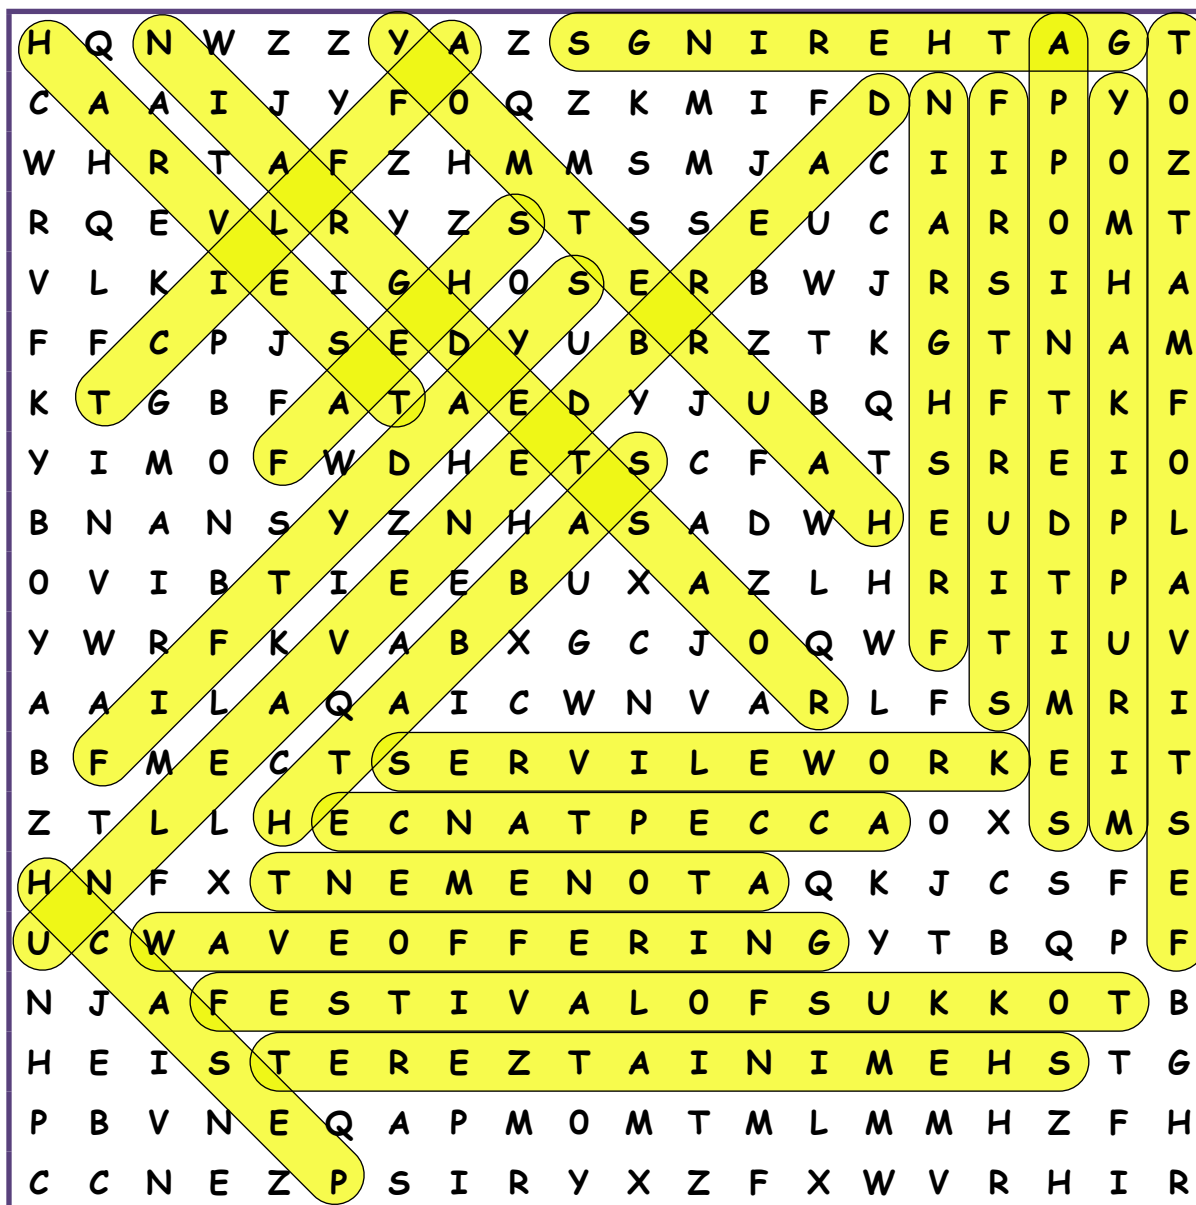 H Q N W Z Z Y A Z S G N I R E H T A G T
C A A I J Y F O Q Z K M I F D N F P Y O
W H R T A F Z H M M S M J A C I I P O Z
R Q E V L R Y Z S T S S E U C A R O M T
V L K I E I G H O S E R B W J R S I H A
F F C P J S E D Y U B R Z T K G T N A M
K T G B F A T A E D Y J U B Q H F T K F
Y I M O F W D H E T S C F A T S R E I O
B N A N S Y Z N H A S A D W H E U D P L
O V I B T I E E B U X A Z L H R I T P A
Y W R F K V A B X G C J O Q W F T I U V
A A I L A Q A I C W N V A R L F S M R I
B F M E C T S E R V I L E W O R K E I T
Z T L L H E C N A T P E C C A O X S M S
H N F X T N E M E N O T A Q K J C S F E
U C W A V E O F F E R I N G Y T B Q P F
N J A F E S T I V A L O F S U K K O T B
H E I S T E R E Z T A I N I M E H S T G
P B V N E Q A P M O M T M L M M H Z F H
C C N E Z P S I R Y X Z F X W V R H I R